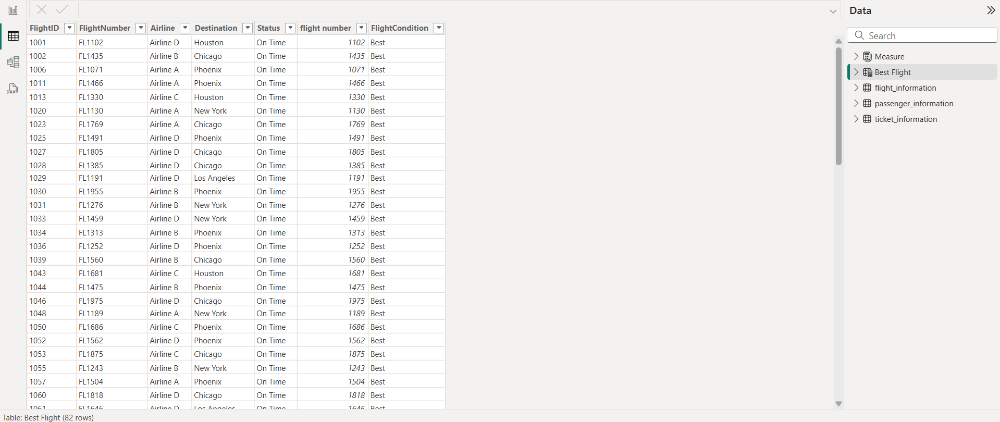 FlightID FlightNumber Airline Destination Status flight number FlightCondition
1001 FL1102 Airline D Houston On Time 1102 Best
1002 FL1435 Airline B Chicago On Time 1435 Best
1006 FL1071 Airline A Phoenix On Time 1071 Best
1011 FL1466 Airline A Phoenix On Time 1466 Best
1013 FL1330 Airline C Houston On Time 1330 Best
1020 FL1130 Airline A New York On Time 1130 Best
1023 FL1769 Airline A Chicago On Time 1769 Best
1025 FL1491 Airline D Phoenix On Time 1491 Best
1027 FL1805 Airline D Chicago On Time 1805 Best
1028 FL1385 Airline D Chicago On Time 1385 Best
1029 FL1191 Airline D Los Angeles On Time 1191 Best
1030 FL1955 Airline B Phoenix On Time 1955 Best
1031 FL1276 Airline B New York On Time 1276 Best
1033 FL1459 Airline D New York On Time 1459 Best
1034 FL1313 Airline B Phoenix On Time 1313 Best
1036 FL1252 Airline D Phoenix On Time 1252 Best
1039 FL1560 Airline B Chicago On Time 1560 Best
1043 FL1681 Airline C Houston On Time 1681 Best
1044 FL1475 Airline B Phoenix On Time 1475 Best
1046 FL1975 Airline D Chicago On Time 1975 Best
1048 FL1189 Airline A New York On Time 1189 Best
1050 FL1686 Airline C Phoenix On Time 1686 Best
1052 FL1562 Airline D Phoenix On Time 1562 Best
1053 FL1875 Airline C Chicago On Time 1875 Best
1055 FL1243 Airline B New York On Time 1243 Best
1057 FL1504 Airline A Phoenix On Time 1504 Best
1060 FL1818 Airline D Chicago On Time 1818 Best
1061 FL1646 Airline D Los Angeles On Time 1646 Best
Table: Best Flight (82 rows)
Data
Search
Measure
Best Flight
flight_information
passenger_information
ticket_information
DAX